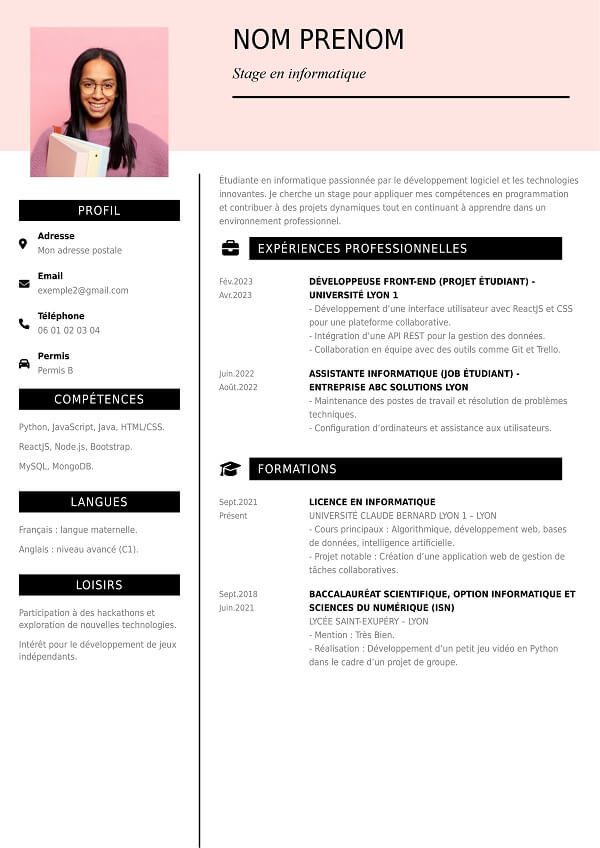 NOM PRENOM
Stage en informatique
PROFIL
Adresse
Mon adresse postale
Email
exemple2@gmail.com
Téléphone
06 01 02 03 04
Permis
Permis B
COMPÉTENCES
Python, JavaScript, Java, HTML/CSS.
ReactJS, Node.js, Bootstrap.
MySQL, MongoDB.
LANGUES
Français : langue maternelle.
Anglais : niveau avancé (C1).
LOISIRS
Participation à des hackathons et
exploration de nouvelles technologies.
Intérêt pour le développement de jeux
indépendants.
Étudiante en informatique passionnée par le développement logiciel et les technologies
innovantes. Je cherche un stage pour appliquer mes compétences en programmation
et contribuer à des projets dynamiques tout en continuant à apprendre dans un
environnement professionnel.
EXPÉRIENCES PROFESSIONNELLES
Fév.2023
Avr.2023
DÉVELOPPEUSE FRONT-END (PROJET ÉTUDIANT) -
UNIVERSITÉ LYON 1
- Développement d'une interface utilisateur avec ReactJS et CSS
pour une plateforme collaborative.
- Intégration d'une API REST pour la gestion des données.
- Collaboration en équipe avec des outils comme Git et Trello.
Juin.2022
Août.2022
ASSISTANTE INFORMATIQUE (JOB ÉTUDIANT) -
ENTREPRISE ABC SOLUTIONS LYON
- Maintenance des postes de travail et résolution de problèmes
techniques.
- Configuration d'ordinateurs et assistance aux utilisateurs.
FORMATIONS
Sept.2021
Présent
LICENCE EN INFORMATIQUE
UNIVERSITÉ CLAUDE BERNARD LYON 1 – LYON
- Cours principaux : Algorithmique, développement web, bases
de données, intelligence artificielle.
- Projet notable : Création d'une application web de gestion de
tâches collaboratives.
Sept.2018
Juin.2021
BACCALAURÉAT SCIENTIFIQUE, OPTION INFORMATIQUE ET
SCIENCES DU NUMÉRIQUE (ISN)
LYCÉE SAINT-EXUPÉRY – LYON
- Mention : Très Bien.
- Réalisation : Développement d'un petit jeu vidéo en Python
dans le cadre d'un projet de groupe.